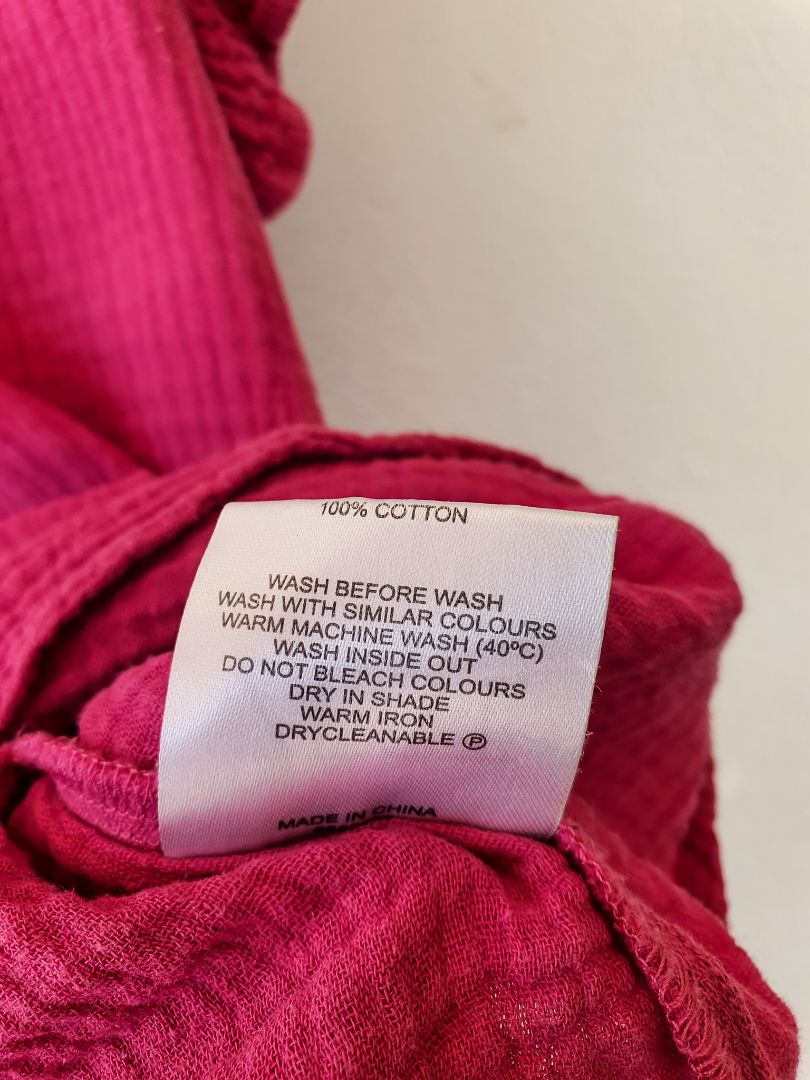 100% COTTON
WASH BEFORE WASH
WASH WITH SIMILAR COLOURS
WARM MACHINE WASH (40ºC)
WASH INSIDE OUT
DO NOT BLEACH COLOURS
DRY IN SHADE
WARM IRON
DRYCLEANABLE Ⓟ
MADE IN CHINA